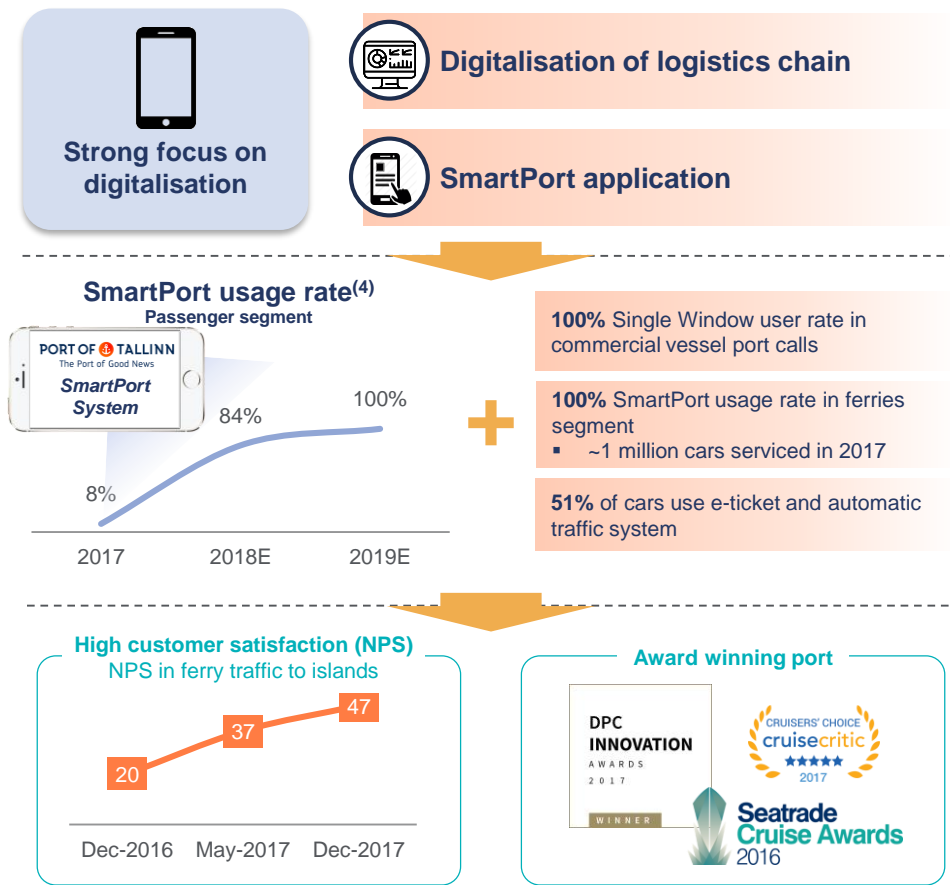 Strong focus on
digitalisation
Digitalisation of logistics chain
SmartPort application
SmartPort usage rate(4)
Passenger segment
PORT OF TALLINN
The Port of Good News
SmartPort
System
8%
84%
100%
2017
2018E
2019E
100% Single Window user rate in
commercial vessel port calls
100% SmartPort usage rate in ferries
segment
▪ ~1 million cars serviced in 2017
51% of cars use e-ticket and automatic
traffic system
High customer satisfaction (NPS)
NPS in ferry traffic to islands
20
37
47
Dec-2016
May-2017
Dec-2017
Award winning port
DPC
INNOVATION
AWARDS
2017
WINNER
CRUISERS' CHOICE
cruisecritic
2017
Seatrade
Cruise Awards
2016